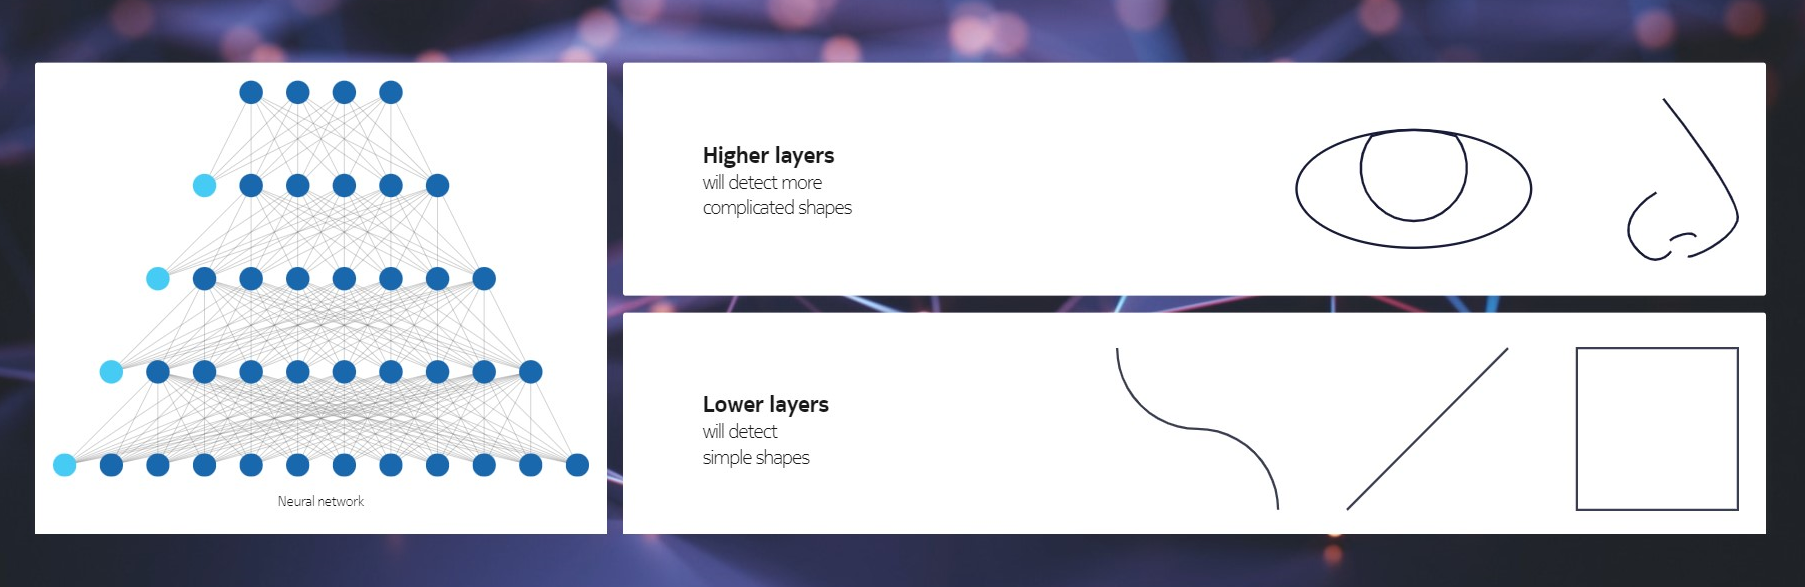 Neural network
Higher layers
will detect more
complicated shapes
Lower layers
will detect
simple shapes